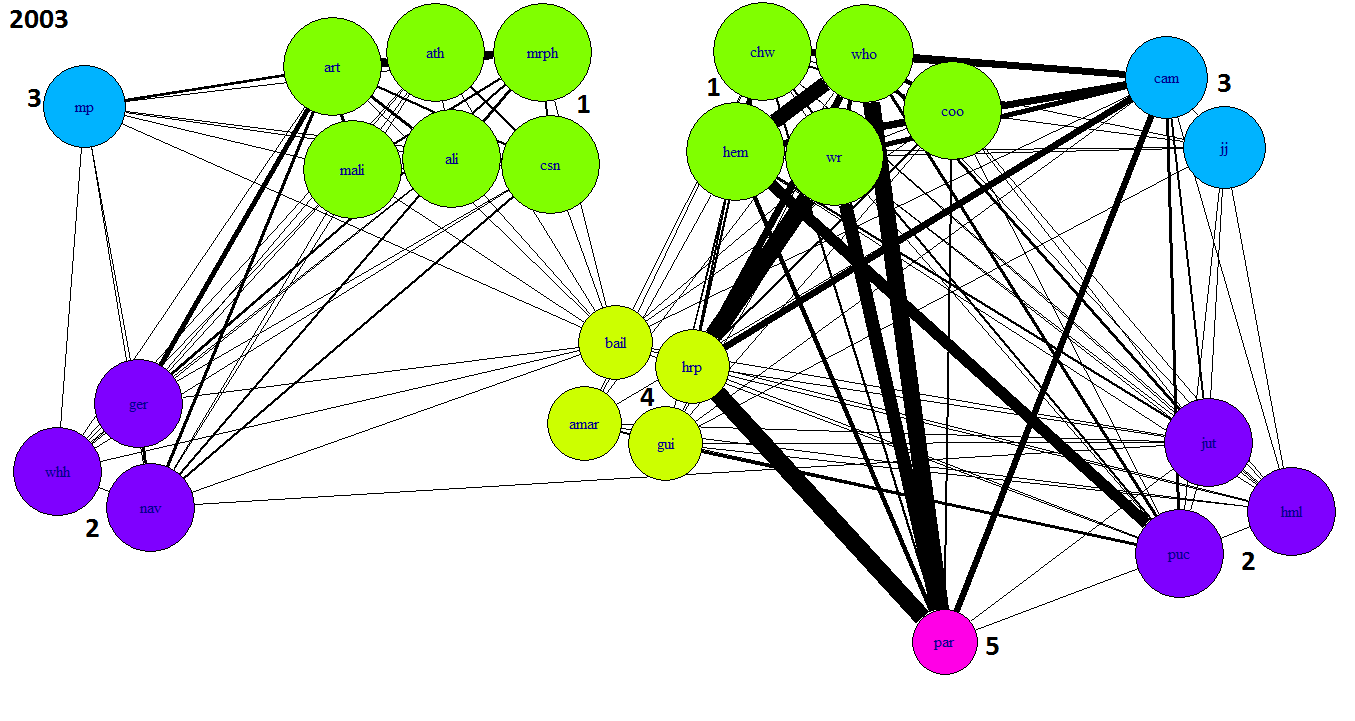 2003
art
ath
mrph
chw
who
cam
3
mp
3
1
1
coo
jj
mali
ali
csn
hem
wr
bail
hrp
ger
4
amar
gui
jut
whh
nav
2
hml
puc
2
par
5